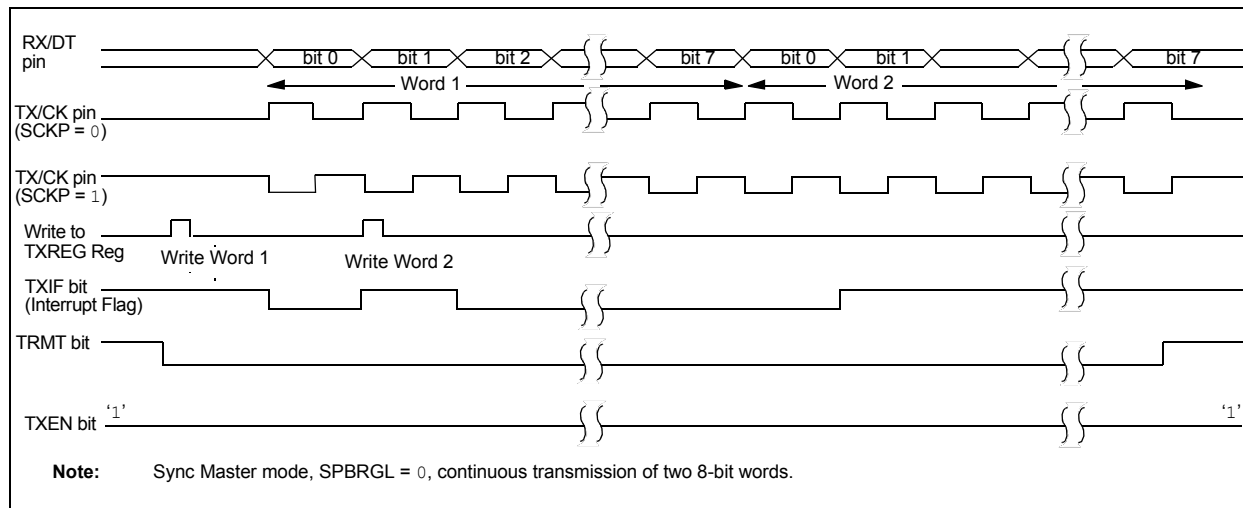 RX/DT
pin
bit 0 bit 1 bit 2 bit 7 bit 0 bit 1 bit 7
Word 1 Word 2
TX/CK pin
(SCKP = 0)
TX/CK pin
(SCKP = 1)
Write to
TXREG Reg
Write Word 1 Write Word 2
TXIF bit
(Interrupt Flag)
TRMT bit
TXEN bit ‘1’ ‘1’
Note: Sync Master mode, SPBRGL = 0, continuous transmission of two 8-bit words.